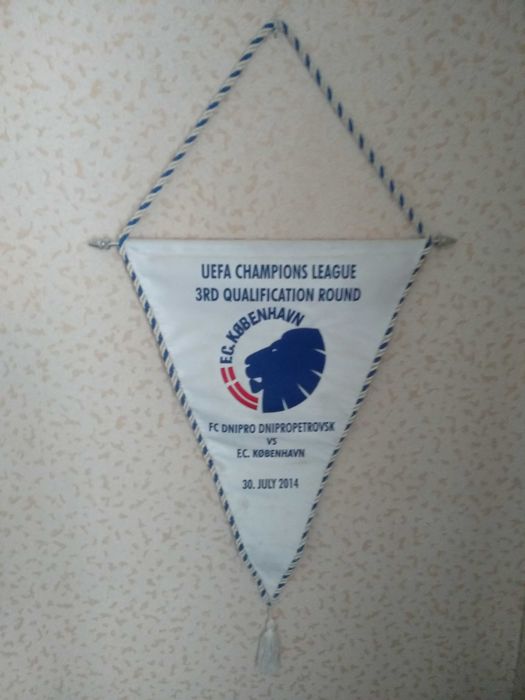 UEFA CHAMPIONS LEAGUE
3RD QUALIFICATION ROUND
F.C. KØBENHAVN
FC DNIPRO DNIPROPETROVSK
VS
F.C. KØBENHAVN
30. JULY 2014